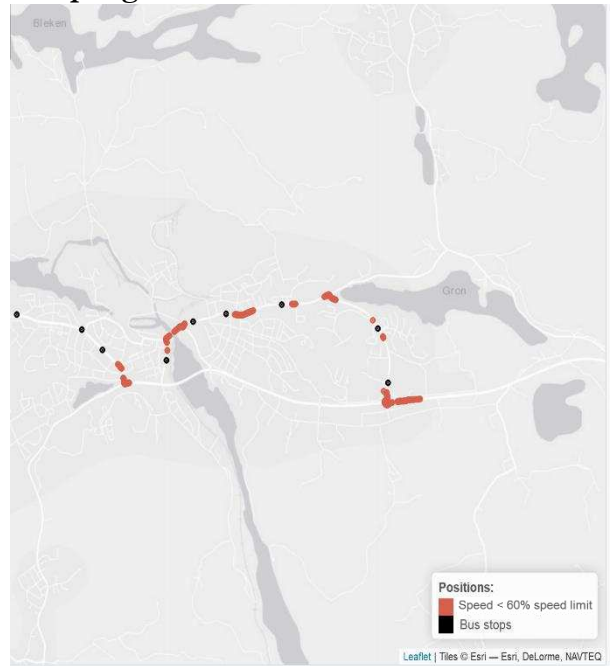 Bleken
Gron
Positions:
Speed < 60% speed limit
Bus stops
Leaflet | Tiles © Esri — Esri, DeLorme, NAVTEQ